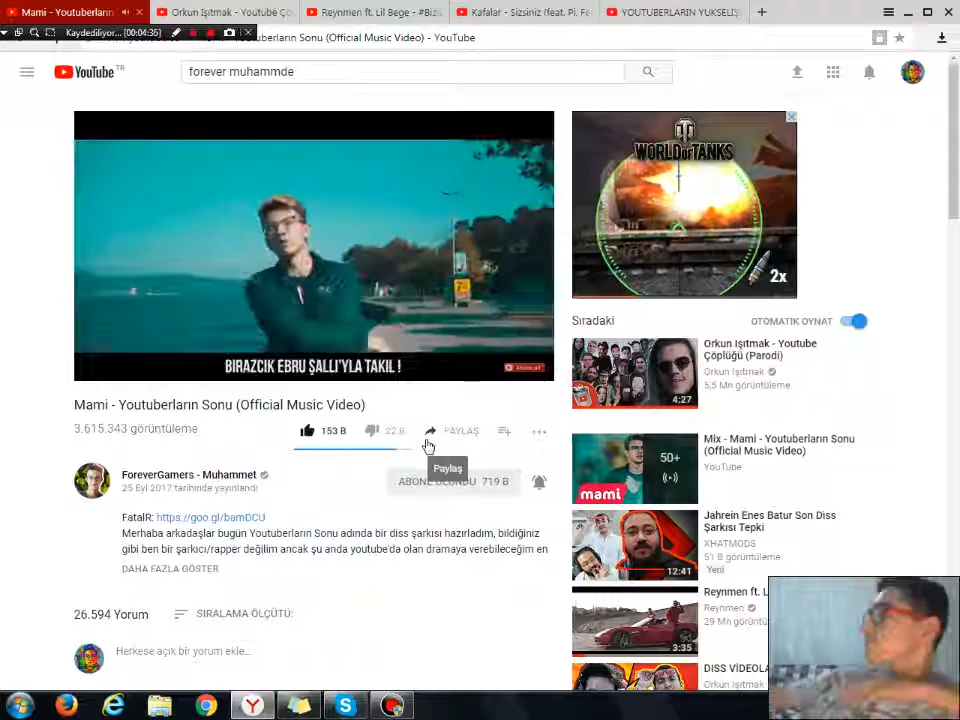 Mami - Youtuberların
Orkun Işıtmak - Youtube Ço
Reynmen ft. Lil Bege - #Biz
Kafalar - Sizsiniz (feat. Pi. Fe
YOUTUBERLARIN YUKSELİŞ
Kaydediliyor... [00:04:35]
uberların Sonu (Official Music Video) - YouTube
YouTube TR
forever muhammde
WORLD OF TANKS
2x
BIRAZCIK EBRU ŞALLI'YLA TAKIL !
Abone ol
Mami - Youtuberların Sonu (Official Music Video)
3.615.343 görüntüleme
153 B
22 B
PAYLAŞ
Paylaş
ForeverGamers - Muhammet
25 Eyl 2017 tarihinde yayınlandı
ABONE OLUNDU 719 B
FatalR: https://goo.gl/bamDCU
Merhaba arkadaşlar bugün Youtuberların Sonu adında bir diss şarkısı hazırladım, bildiğiniz
gibi ben bir şarkıcı/rapper değilim ancak şu anda youtube'da olan dramaya verebileceğim en
DAHA FAZLA GÖSTER
26.594 Yorum
SIRALAMA ÖLÇÜTÜ:
Herkese açık bir yorum ekle...
Sıradaki
OTOMATIK OYNAT
Orkun Işıtmak - Youtube
Çöplüğü (Parodi)
Orkun Işıtmak
5,5 Mn görüntüleme
4:27
Mix - Mami - Youtuberların Sonu
(Official Music Video)
YouTube
50+
mami
Jahrein Enes Batur Son Diss
Şarkısı Tepki
XHATMODS
51 B görüntüleme
Yeni
12:41
Reynmen ft. L
Reynmen
29 Mn görüntü
3:35
DISS VİDEOLA
Orkun Işıtmak